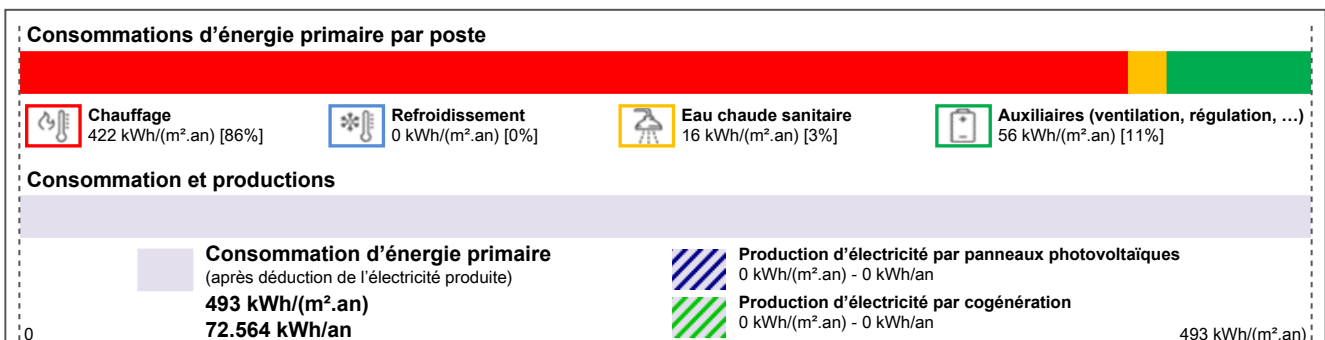 Consommations d'énergie primaire par poste
Chauffage
422 kWh/(m².an) [86%]
Refroidissement
0 kWh/(m².an) [0%]
Eau chaude sanitaire
16 kWh/(m².an) [3%]
Auxiliaires (ventilation, régulation, …)
56 kWh/(m².an) [11%]
Consommation et productions
Consommation d'énergie primaire
(après déduction de l'électricité produite)
493 kWh/(m².an)
72.564 kWh/an
Production d'électricité par panneaux photovoltaïques
0 kWh/(m².an) - 0 kWh/an
Production d'électricité par cogénération
0 kWh/(m².an) - 0 kWh/an
0
493 kWh/(m².an)